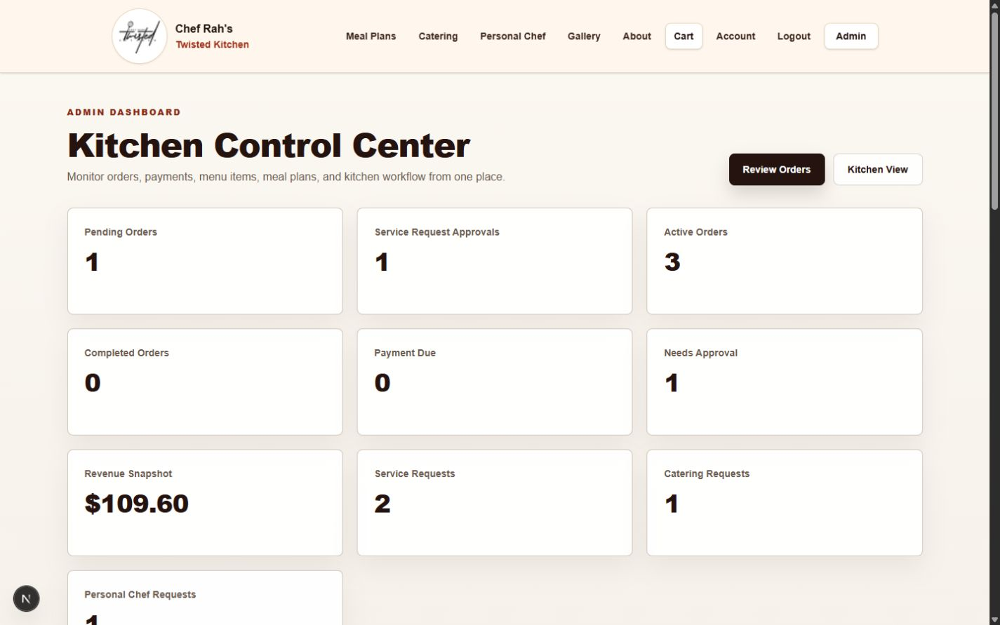 twisted
Chef Rah's
Twisted Kitchen
Meal Plans
Catering
Personal Chef
Gallery
About
Cart
Account
Logout
Admin
ADMIN DASHBOARD
Kitchen Control Center
Monitor orders, payments, menu items, meal plans, and kitchen workflow from one place.
Review Orders
Kitchen View
Pending Orders
1
Service Request Approvals
1
Active Orders
3
Completed Orders
0
Payment Due
0
Needs Approval
1
Revenue Snapshot
$109.60
Service Requests
2
Catering Requests
1
Personal Chef Requests
1
N